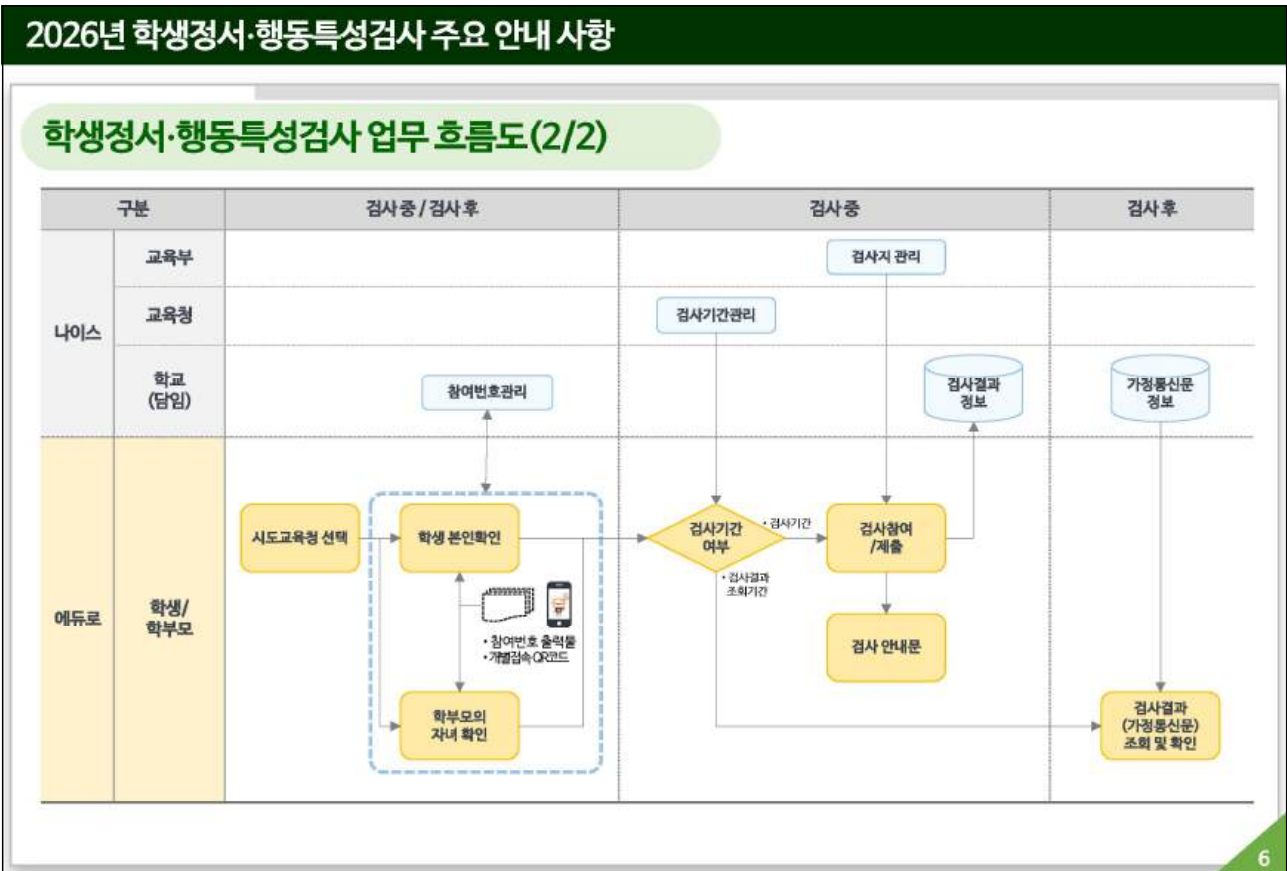 2026년 학생정서·행동특성검사 주요 안내 사항
학생정서·행동특성검사 업무 흐름도(2/2)
구분
검사 중 / 검사 후
검사 중
검사 후
나이스
교육부
검사지 관리
교육청
검사기간관리
학교
(담임)
참여번호관리
검사결과
정보
가정통신문
정보
에듀로
학생/
학부모
시도교육청 선택
학생 본인확인
검사기간
여부
• 검사기간
검사참여
/제출
• 검사결과
조회기간
• 참여번호 출력물
• 개별접속 QR코드
검사 안내문
학부모의
자녀 확인
검사결과
(가정통신문)
조회 및 확인
6